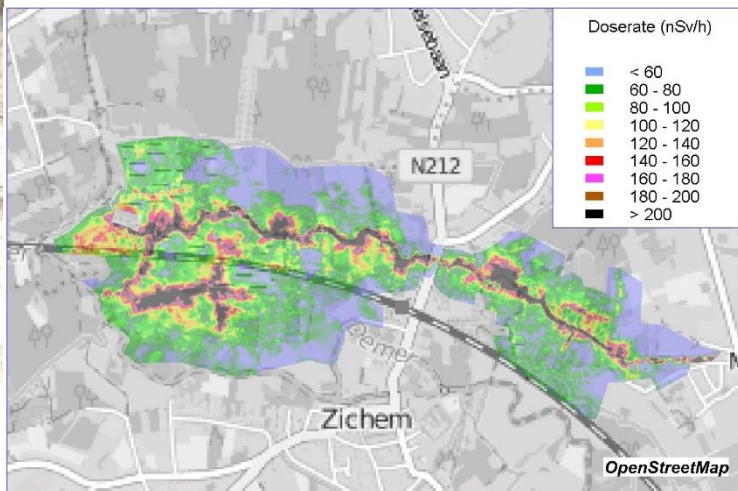 Doserate (nSv/h)
< 60
60 - 80
80 - 100
100 - 120
120 - 140
140 - 160
160 - 180
180 - 200
> 200
N212
Zichem
OpenStreetMap